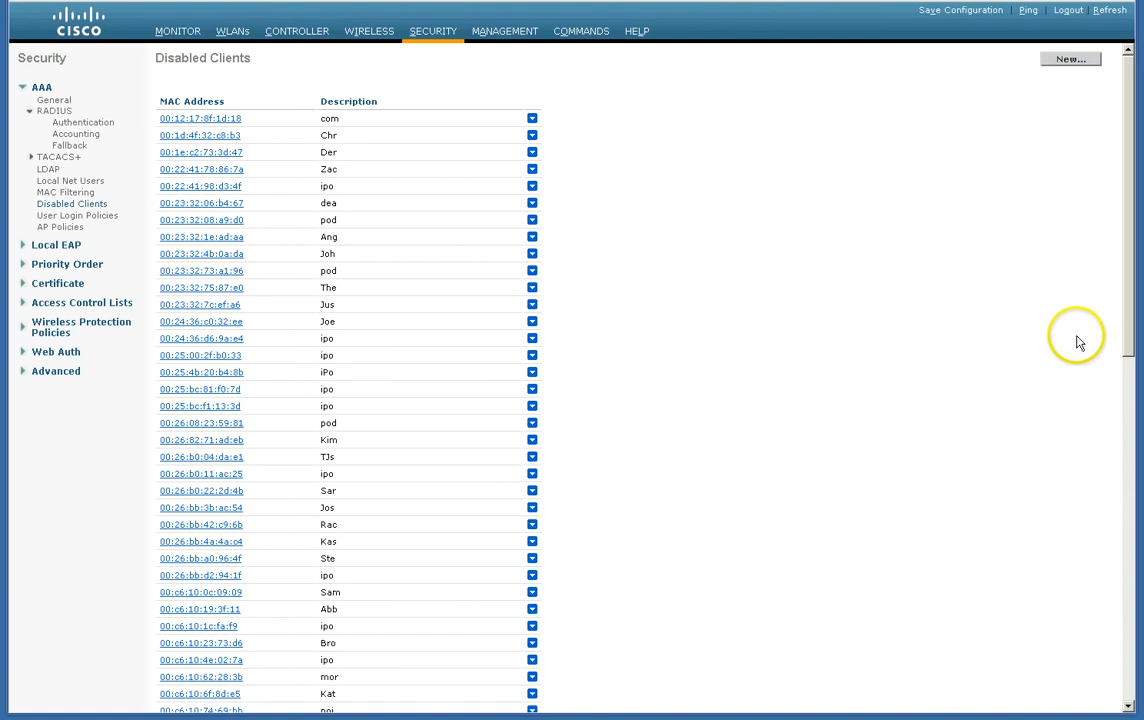 Save Configuration | Ping Logout | Refresh
CISCO
MONITOR WLANs CONTROLLER WIRELESS SECURITY MANAGEMENT COMMANDS HELP
Security
AAA
General
RADIUS
Authentication
Accounting
Fallback
TACACS+
LDAP
Local Net Users
MAC Filtering
Disabled Clients
User Login Policies
AP Policies
Local EAP
Priority Order
Certificate
Access Control Lists
Wireless Protection
Policies
Web Auth
Advanced
Disabled Clients
New...
MAC Address Description
00:12:17:8f:1d:18 com
00:1d:4f:32:c8:b3 Chr
00:1e:c2:73:3d:47 Der
00:22:41:78:86:7a Zac
00:22:41:98:d3:4f ipo
00:23:32:06:b4:67 dea
00:23:32:08:a9:d0 pod
00:23:32:1e:ad:aa Ang
00:23:32:4b:0a:da Joh
00:23:32:73:a1:96 pod
00:23:32:75:87:e0 The
00:23:32:7c:ef:a6 Jus
00:24:36:c0:32:ee Joe
00:24:36:d6:9a:e4 ipo
00:25:00:2f:b0:33 ipo
00:25:4b:20:b4:8b iPo
00:25:bc:81:f0:7d ipo
00:25:bc:f1:13:3d ipo
00:26:08:23:59:81 pod
00:26:82:71:ad:eb Kim
00:26:b0:04:da:e1 TJs
00:26:b0:11:ac:25 ipo
00:26:b0:22:2d:4b Sar
00:26:bb:3b:ac:54 Jos
00:26:bb:42:c9:6b Rac
00:26:bb:4a:4a:c4 Kas
00:26:bb:a0:96:4f Ste
00:26:bb:d2:94:1f ipo
00:c6:10:0c:09:09 Sam
00:c6:10:19:3f:11 Abb
00:c6:10:1c:fa:f9 ipo
00:c6:10:23:73:d6 Bro
00:c6:10:4e:02:7a ipo
00:c6:10:62:28:3b mor
00:c6:10:6f:8d:e5 Kat